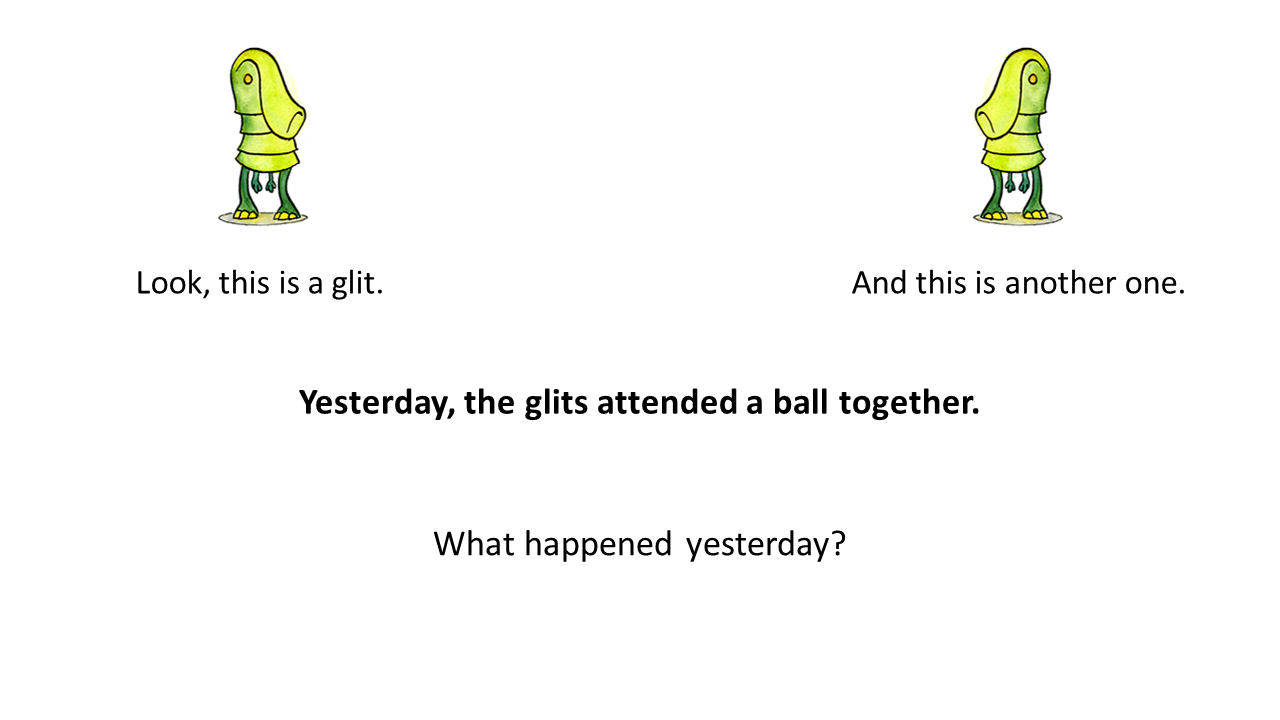 Look, this is a glit.
And this is another one.
Yesterday, the glits attended a ball together.
What happened yesterday?